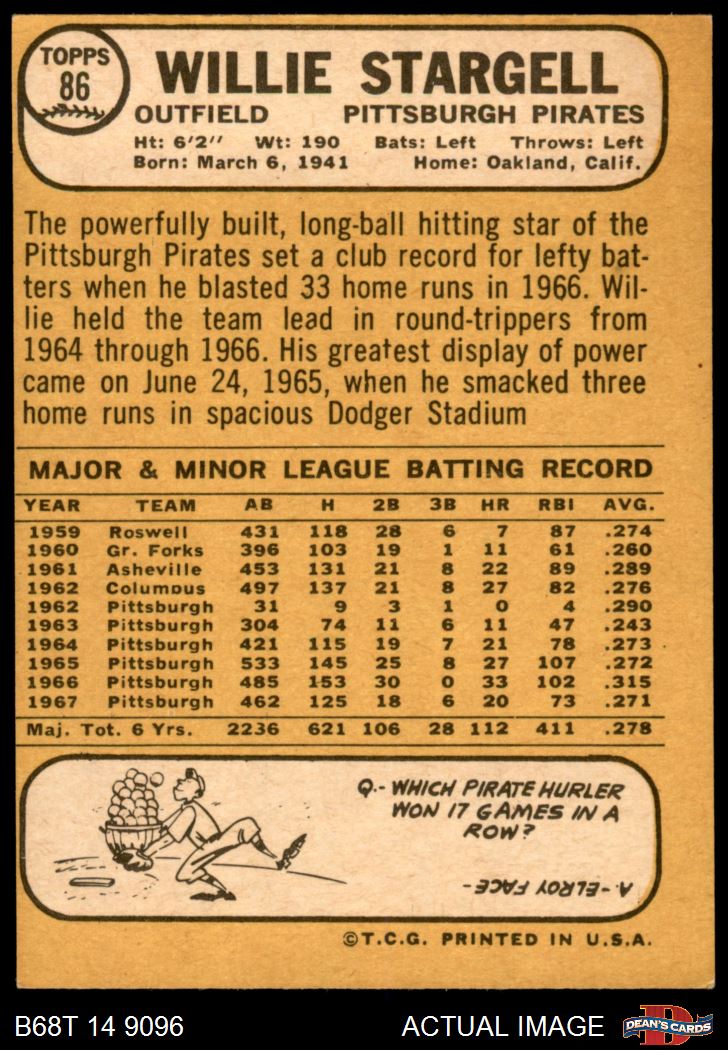 TOPPS
86
WILLIE STARGELL
OUTFIELD PITTSBURGH PIRATES
Ht: 6'2" Wt: 190 Bats: Left Throws: Left
Born: March 6, 1941 Home: Oakland, Calif.
The powerfully built, long-ball hitting star of the
Pittsburgh Pirates set a club record for lefty bat-
ters when he blasted 33 home runs in 1966. Wil-
lie held the team lead in round-trippers from
1964 through 1966. His greatest display of power
came on June 24, 1965, when he smacked three
home runs in spacious Dodger Stadium
MAJOR & MINOR LEAGUE BATTING RECORD
YEAR TEAM AB H 2B 3B HR RBI AVG.
1959 Roswell 431 118 28 6 7 87 .274
1960 Gr. Forks 396 103 19 1 11 61 .260
1961 Asheville 453 131 21 8 22 89 .289
1962 Columbus 497 137 21 8 27 82 .276
1962 Pittsburgh 31 9 3 1 0 4 .290
1963 Pittsburgh 304 74 11 6 11 47 .243
1964 Pittsburgh 421 115 19 7 21 78 .273
1965 Pittsburgh 533 145 25 8 27 107 .272
1966 Pittsburgh 485 153 30 0 33 102 .315
1967 Pittsburgh 462 125 18 6 20 73 .271
Maj. Tot. 6 Yrs. 2236 621 106 28 112 411 .278
Q.- WHICH PIRATE HURLER
WON 17 GAMES IN A
ROW?
A.-ELROY FACE-
©T.C.G. PRINTED IN U.S.A.
B68T 14 9096 ACTUAL IMAGE
D
DEAN'S CARDS